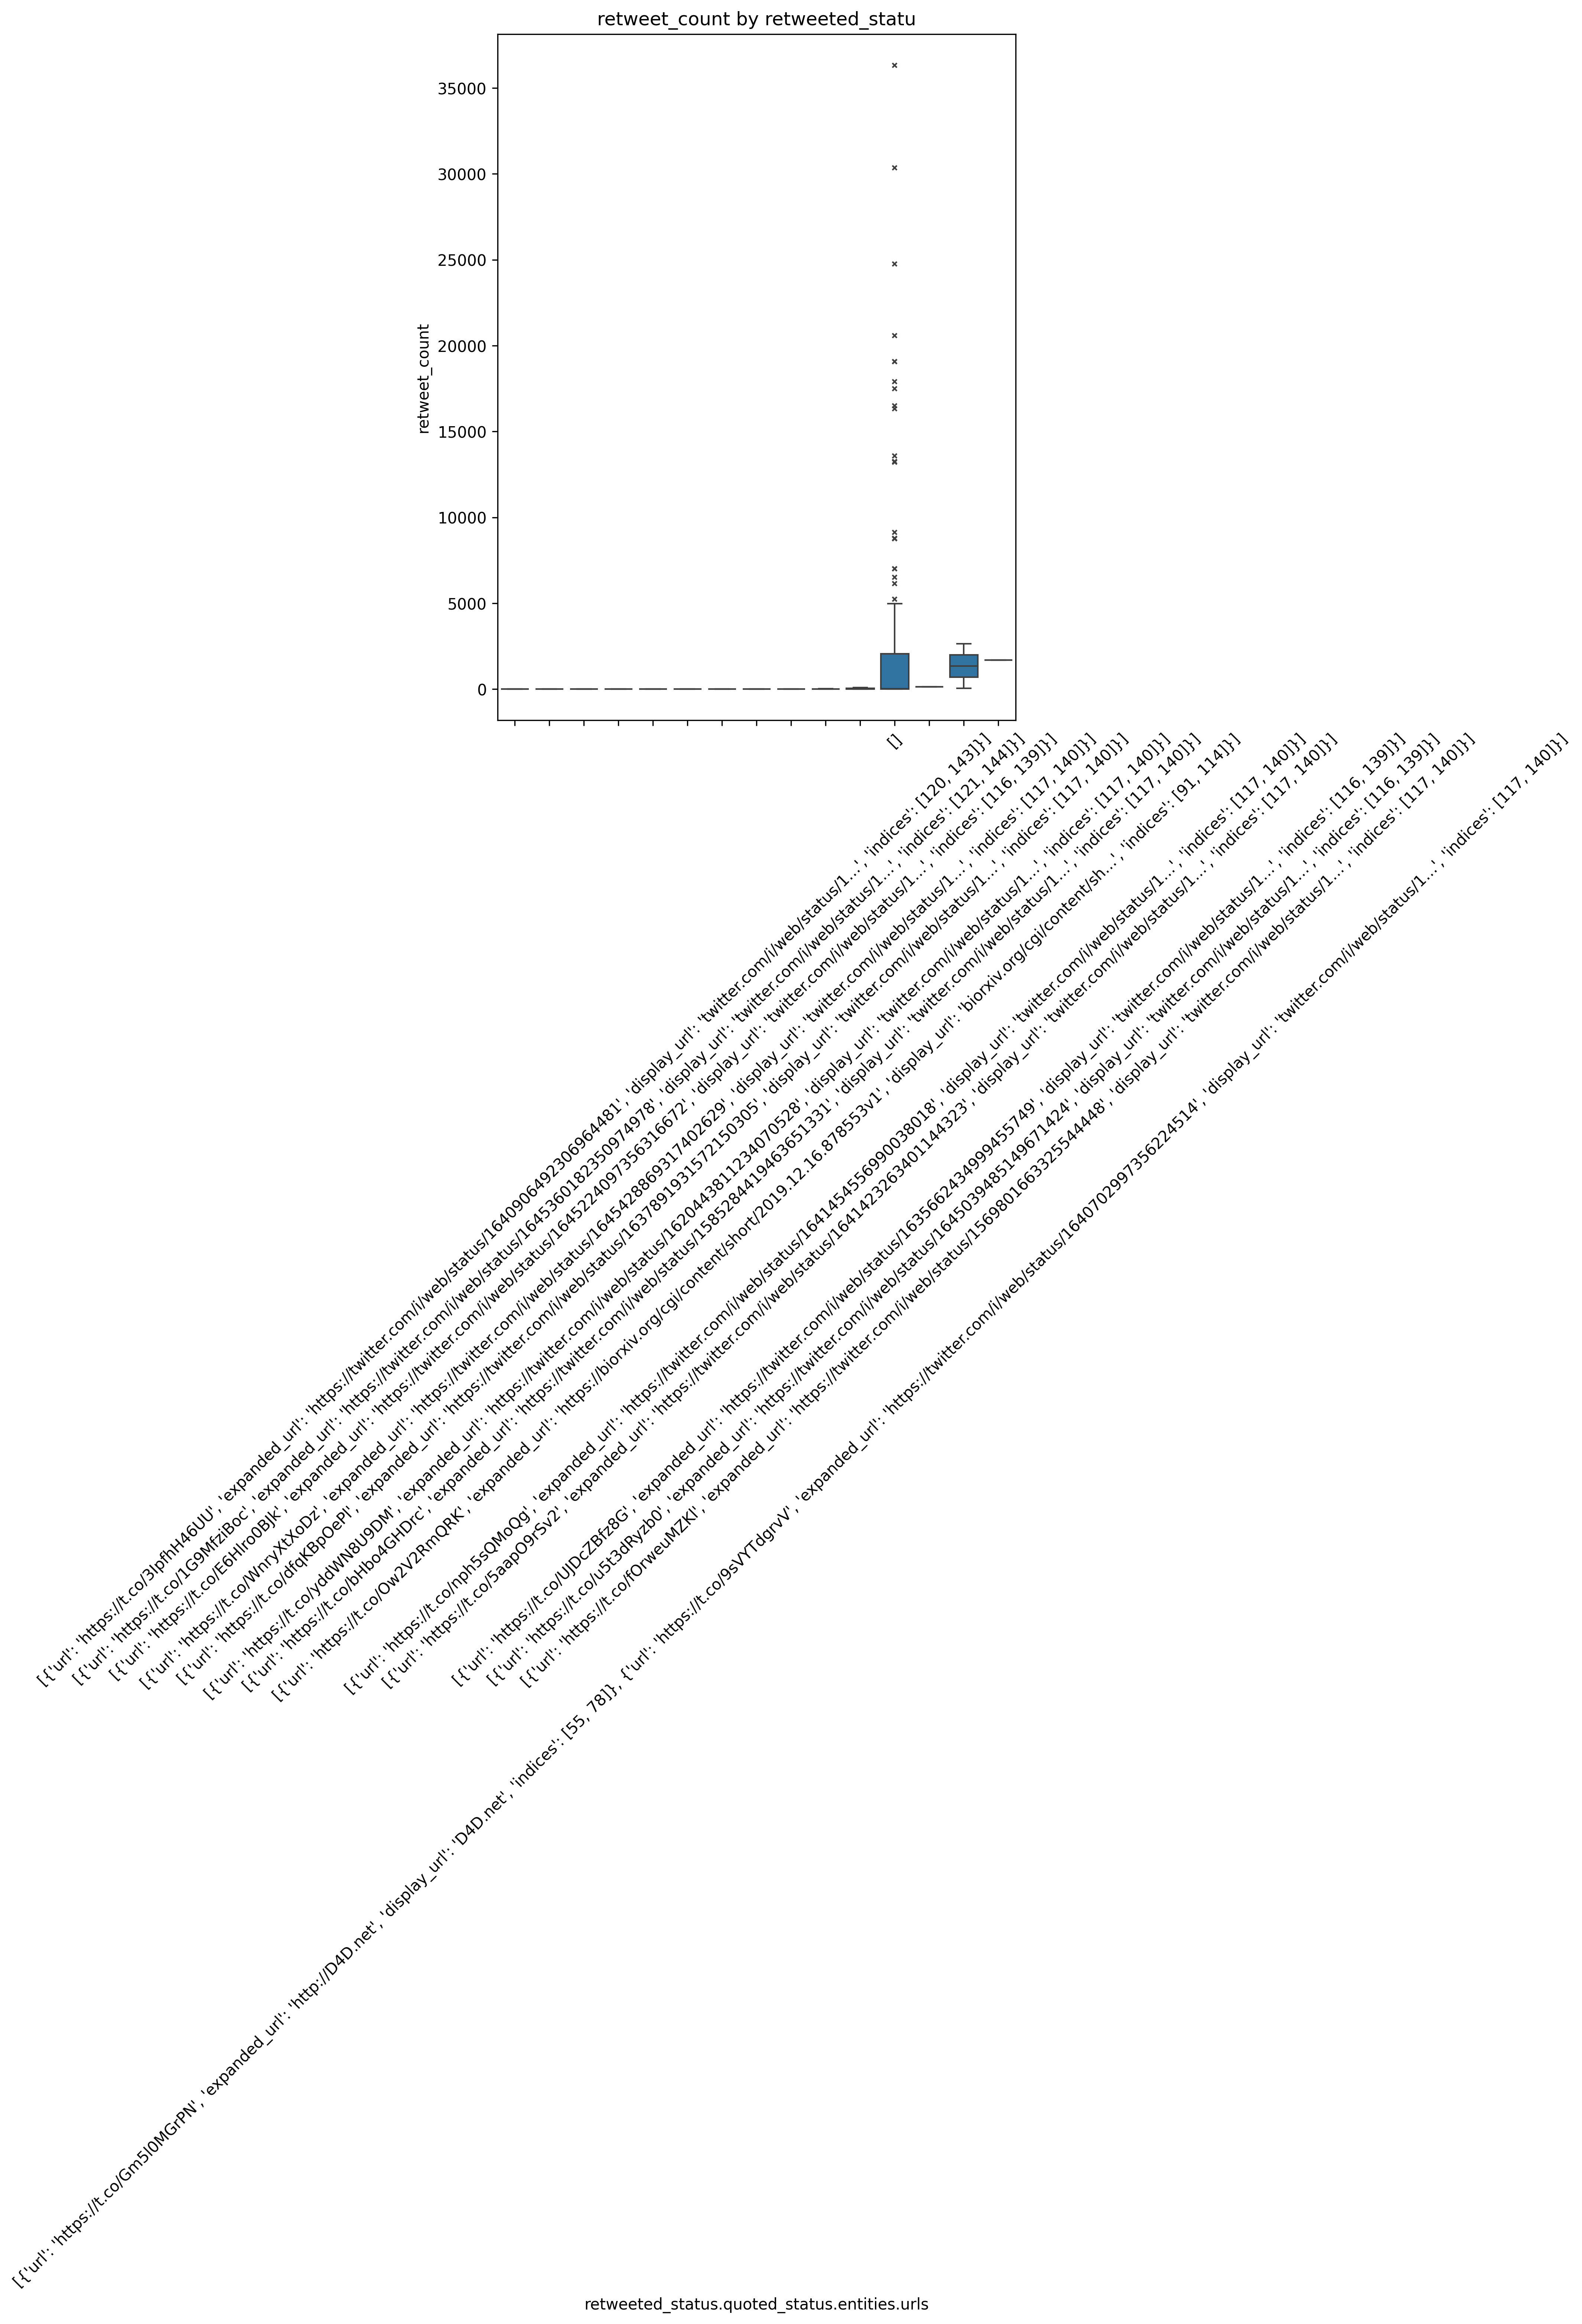 retweet_count by retweeted_statu
35000
30000
25000
20000
15000
10000
5000
0
retweet_count
[{'url': 'https://t.co/3IpfhH46UU', 'expanded_url': 'https://twitter.com/i/web/status/1640906492306964481', 'display_url': 'twitter.com/i/web/status/1…', 'indices': [120, 143]}]
[{'url': 'https://t.co/1G9MfziBoc', 'expanded_url': 'https://twitter.com/i/web/status/1645360182350974978', 'display_url': 'twitter.com/i/web/status/1…', 'indices': [121, 144]}]
[{'url': 'https://t.co/E6Hlro0BJk', 'expanded_url': 'https://twitter.com/i/web/status/1645224097356316672', 'display_url': 'twitter.com/i/web/status/1…', 'indices': [116, 139]}]
[{'url': 'https://t.co/WnryXtXoDz', 'expanded_url': 'https://twitter.com/i/web/status/1645428869317402629', 'display_url': 'twitter.com/i/web/status/1…', 'indices': [117, 140]}]
[{'url': 'https://t.co/dfqKBpOePl', 'expanded_url': 'https://twitter.com/i/web/status/1637891931572150305', 'display_url': 'twitter.com/i/web/status/1…', 'indices': [117, 140]}]
[{'url': 'https://t.co/yddWN8U9DM', 'expanded_url': 'https://twitter.com/i/web/status/1620443811234070528', 'display_url': 'twitter.com/i/web/status/1…', 'indices': [117, 140]}]
[{'url': 'https://t.co/bHbo4GHDrc', 'expanded_url': 'https://twitter.com/i/web/status/1585284419463651331', 'display_url': 'twitter.com/i/web/status/1…', 'indices': [117, 140]}]
[{'url': 'https://t.co/Ow2V2RmQRK', 'expanded_url': 'https://biorxiv.org/cgi/content/short/2019.12.16.878553v1', 'display_url': 'biorxiv.org/cgi/content/sh…', 'indices': [91, 114]}]
[{'url': 'https://t.co/Gm5l0MGrPN', 'expanded_url': 'http://D4D.net', 'display_url': 'D4D.net', 'indices': [55, 78]}, {'url': 'https://t.co/9sVYTdgrvV', 'expanded_url': 'https://twitter.com/i/web/status/1640702997356224514', 'display_url': 'twitter.com/i/web/status/1…', 'indices': [117, 140]}]
[{'url': 'https://t.co/nph5sQMoQg', 'expanded_url': 'https://twitter.com/i/web/status/1641454556990038018', 'display_url': 'twitter.com/i/web/status/1…', 'indices': [117, 140]}]
[{'url': 'https://t.co/5aapO9rSv2', 'expanded_url': 'https://twitter.com/i/web/status/1641423263401144323', 'display_url': 'twitter.com/i/web/status/1…', 'indices': [117, 140]}]
[]
[{'url': 'https://t.co/UJDcZBfz8G', 'expanded_url': 'https://twitter.com/i/web/status/1635662434999455749', 'display_url': 'twitter.com/i/web/status/1…', 'indices': [116, 139]}]
[{'url': 'https://t.co/u5t3dRyzb0', 'expanded_url': 'https://twitter.com/i/web/status/1645039485149671424', 'display_url': 'twitter.com/i/web/status/1…', 'indices': [116, 139]}]
[{'url': 'https://t.co/fOrweuMZKl', 'expanded_url': 'https://twitter.com/i/web/status/1569801663325544448', 'display_url': 'twitter.com/i/web/status/1…', 'indices': [117, 140]}]
retweeted_status.quoted_status.entities.urls